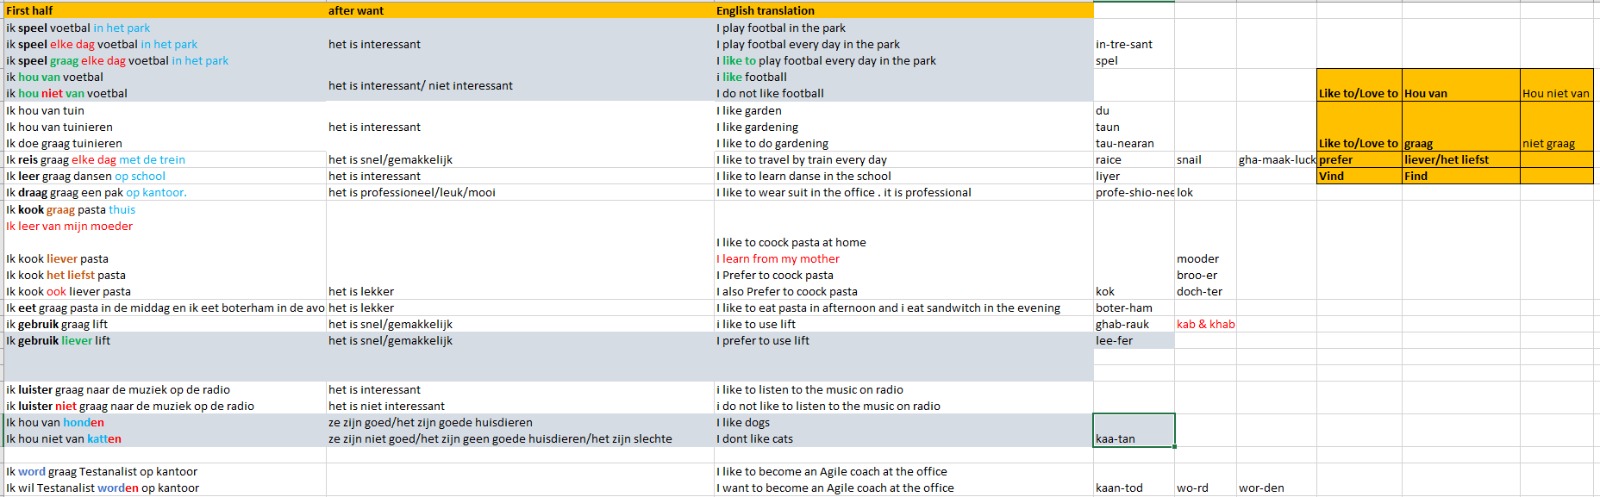 First half after want English translation
ik speel voetbal in het park I play footbal in the park
ik speel elke dag voetbal in het park het is interessant I play footbal every day in the park in-tre-sant
ik speel graag elke dag voetbal in het park I like to play footbal every day in the park spel
ik hou van voetbal het is interessant/ niet interessant i like football
ik hou niet van voetbal I do not like football Like to/Love to Hou van Hou niet van
Ik hou van tuin I like garden du
Ik hou van tuinieren het is interessant I like gardening taun
Ik doe graag tuinieren I like to do gardening tau-nearan Like to/Love to graag niet graag
Ik reis graag elke dag met de trein het is snel/gemakkelijk I like to travel by train every day raice snail gha-maak-luck prefer liever/het liefst
Ik leer graag dansen op school het is interessant I like to learn danse in the school liyer Vind Find
Ik draag graag een pak op kantoor. het is professioneel/leuk/mooi I like to wear suit in the office . it is professional profe-shio-nee lok
Ik kook graag pasta thuis
Ik leer van mijn moeder
I like to coock pasta at home
Ik kook liever pasta I learn from my mother mooder
Ik kook het liefst pasta I Prefer to coock pasta broo-er
Ik kook ook liever pasta het is lekker I also Prefer to coock pasta kok doch-ter
Ik eet graag pasta in de middag en ik eet boterham in de avo het is lekker I like to eat pasta in afternoon and i eat sandwitch in the evening boter-ham
ik gebruik graag lift het is snel/gemakkelijk i like to use lift ghab-rauk kab & khab
Ik gebruik liever lift het is snel/gemakkelijk I prefer to use lift lee-fer
ik luister graag naar de muziek op de radio het is interessant i like to listen to the music on radio
ik luister niet graag naar de muziek op de radio het is niet interessant i do not like to listen to the music on radio
Ik hou van honden ze zijn goed/het zijn goede huisdieren I like dogs
Ik hou niet van katten ze zijn niet goed/het zijn geen goede huisdieren/het zijn slechte I dont like cats kaa-tan
Ik word graag Testanalist op kantoor I like to become an Agile coach at the office
Ik wil Testanalist worden op kantoor I want to become an Agile coach at the office kaan-tod wo-rd wor-den